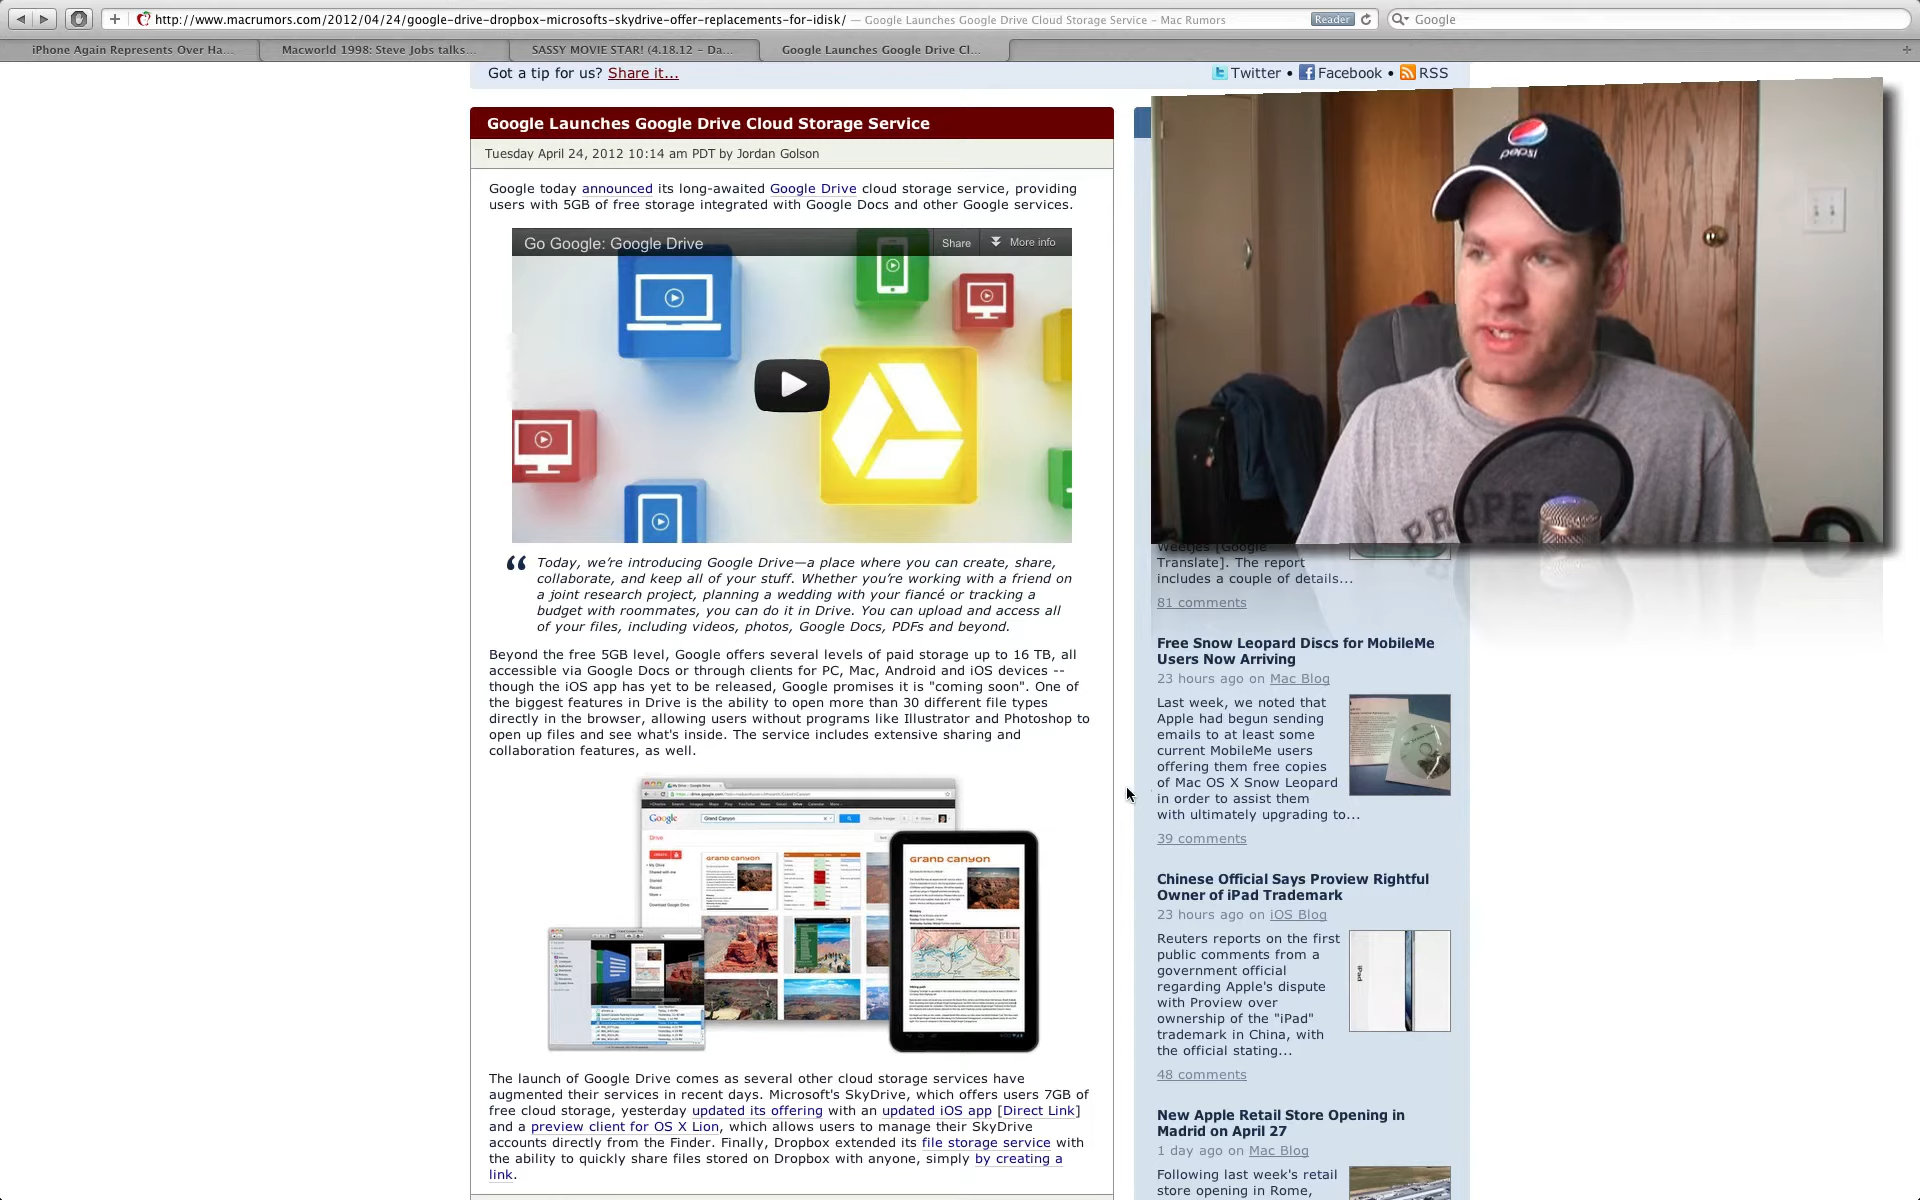 http://www.macrumors.com/2012/04/24/google-drive-dropbox-microsofts-skydrive-offer-replacements-for-idisk/ — Google Launches Google Drive Cloud Storage Service – Mac Rumors
Reader
Google
iPhone Again Represents Over Ha...
Macworld 1998: Steve Jobs talks...
SASSY MOVIE STAR! (4.18.12 – Da...
Google Launches Google Drive Cl...
Got a tip for us? Share it...
Twitter • Facebook • RSS
Google Launches Google Drive Cloud Storage Service
Tuesday April 24, 2012 10:14 am PDT by Jordan Golson
Google today announced its long-awaited Google Drive cloud storage service, providing
users with 5GB of free storage integrated with Google Docs and other Google services.
Go Google: Google Drive
Share
More info
“ Today, we're introducing Google Drive—a place where you can create, share,
collaborate, and keep all of your stuff. Whether you're working with a friend on
a joint research project, planning a wedding with your fiancé or tracking a
budget with roommates, you can do it in Drive. You can upload and access all
of your files, including videos, photos, Google Docs, PDFs and beyond.
Beyond the free 5GB level, Google offers several levels of paid storage up to 16 TB, all
accessible via Google Docs or through clients for PC, Mac, Android and iOS devices --
though the iOS app has yet to be released, Google promises it is "coming soon". One of
the biggest features in Drive is the ability to open more than 30 different file types
directly in the browser, allowing users without programs like Illustrator and Photoshop to
open up files and see what's inside. The service includes extensive sharing and
collaboration features, as well.
Google
Grand Canyon
Drive
GRAND CANYON
GRAND CANYON
The launch of Google Drive comes as several other cloud storage services have
augmented their services in recent days. Microsoft's SkyDrive, which offers users 7GB of
free cloud storage, yesterday updated its offering with an updated iOS app [Direct Link]
and a preview client for OS X Lion, which allows users to manage their SkyDrive
accounts directly from the Finder. Finally, Dropbox extended its file storage service with
the ability to quickly share files stored on Dropbox with anyone, simply by creating a
link.
pepsi
PROPE
Weetjes [Google
Translate]. The report
includes a couple of details...
81 comments
Free Snow Leopard Discs for MobileMe
Users Now Arriving
23 hours ago on Mac Blog
Last week, we noted that
Apple had begun sending
emails to at least some
current MobileMe users
offering them free copies
of Mac OS X Snow Leopard
in order to assist them
with ultimately upgrading to...
39 comments
Chinese Official Says Proview Rightful
Owner of iPad Trademark
23 hours ago on iOS Blog
Reuters reports on the first
public comments from a
government official
regarding Apple's dispute
with Proview over
ownership of the "iPad"
trademark in China, with
the official stating...
iPad
48 comments
New Apple Retail Store Opening in
Madrid on April 27
1 day ago on Mac Blog
Following last week's retail
store opening in Rome,